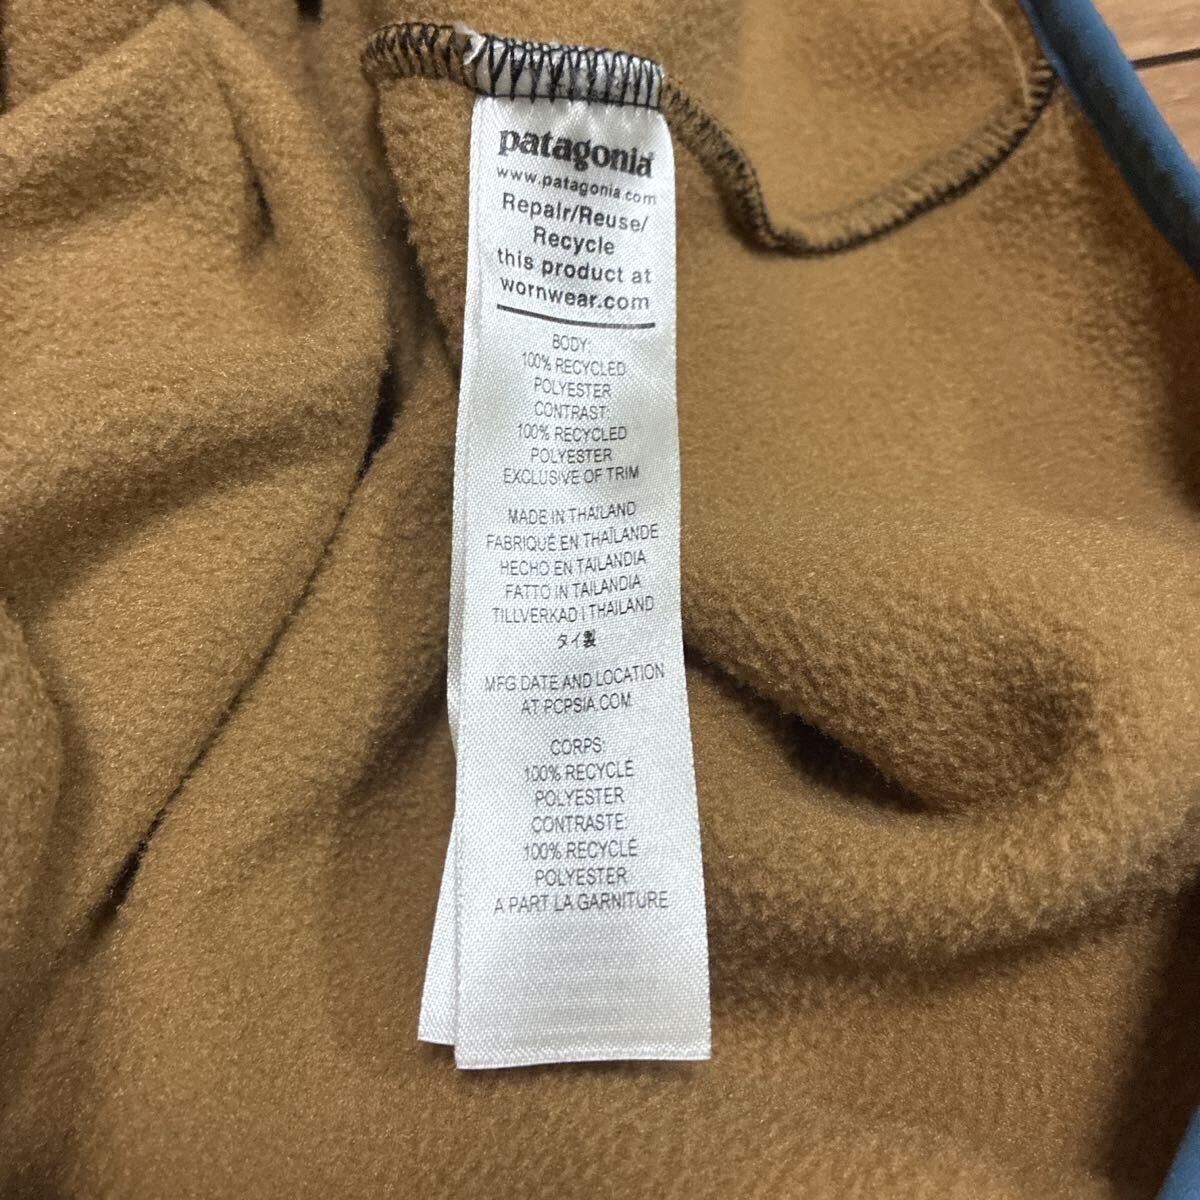 patagonia
www.patagonia.com
Repair/Reuse/
Recycle
this product at
wornwear.com
BODY:
100% RECYCLED
POLYESTER
CONTRAST:
100% RECYCLED
POLYESTER
EXCLUSIVE OF TRIM
MADE IN THAILAND
FABRIQUÉ EN THAÏLANDE
HECHO EN TAILANDIA
FATTO IN TAILANDIA
TILLVERKAD I THAILAND
タイ製
MFG DATE AND LOCATION
AT PCPSIA.COM
CORPS:
100% RECYCLÉ
POLYESTER
CONTRASTE:
100% RECYCLÉ
POLYESTER
A PART LA GARNITURE